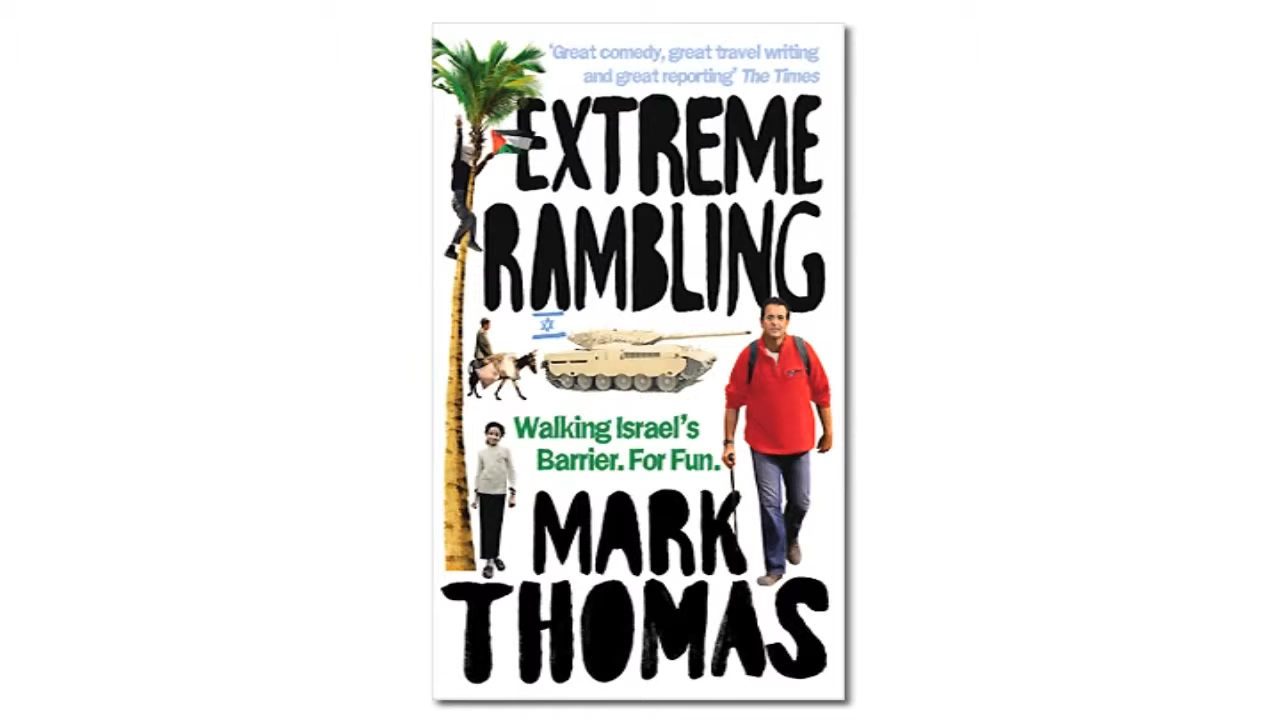 ‘Great comedy, great travel writing
and great reporting’ The Times
EXTREME
RAMBLING
Walking Israel’s
Barrier. For Fun.
MARK
THOMAS